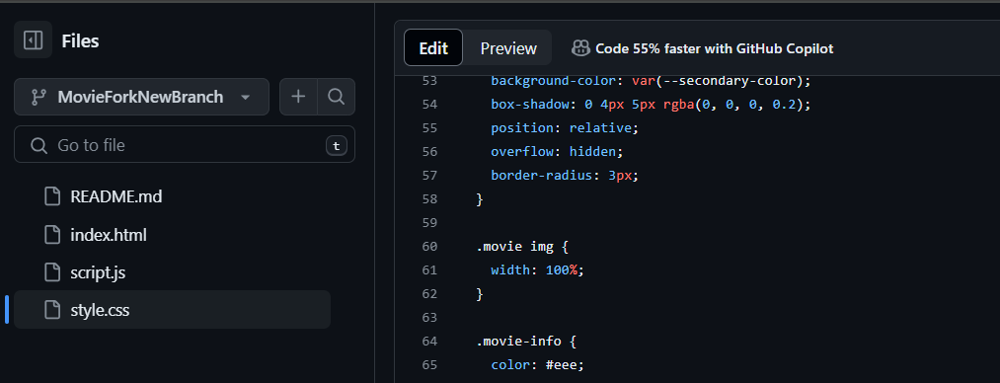 Files
MovieForkNewBranch
Go to file
t
README.md
index.html
script.js
style.css
Edit Preview Code 55% faster with GitHub Copilot
53 background-color: var(--secondary-color);
54 box-shadow: 0 4px 5px rgba(0, 0, 0, 0.2);
55 position: relative;
56 overflow: hidden;
57 border-radius: 3px;
58 }
59
60 .movie img {
61 width: 100%;
62 }
63
64 .movie-info {
65 color: #eee;